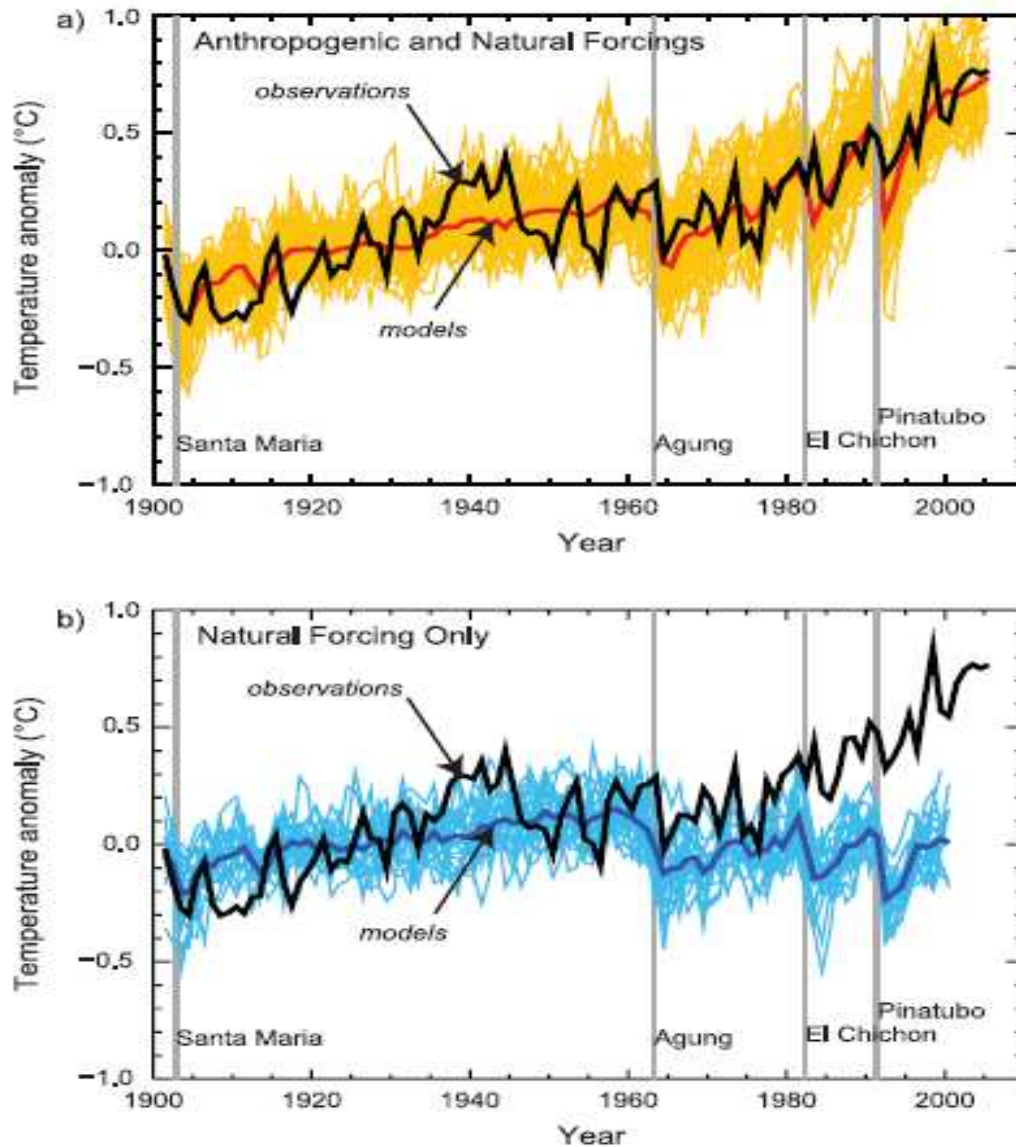 a)
Anthropogenic and Natural Forcings
observations
models
Temperature anomaly (°C)
1.0
0.5
0.0
−0.5
−1.0
Santa Maria
Agung
El Chichon
Pinatubo
1900 1920 1940 1960 1980 2000
Year
b)
Natural Forcing Only
observations
models
Temperature anomaly (°C)
1.0
0.5
0.0
−0.5
−1.0
Santa Maria
Agung
El Chichon
Pinatubo
1900 1920 1940 1960 1980 2000
Year